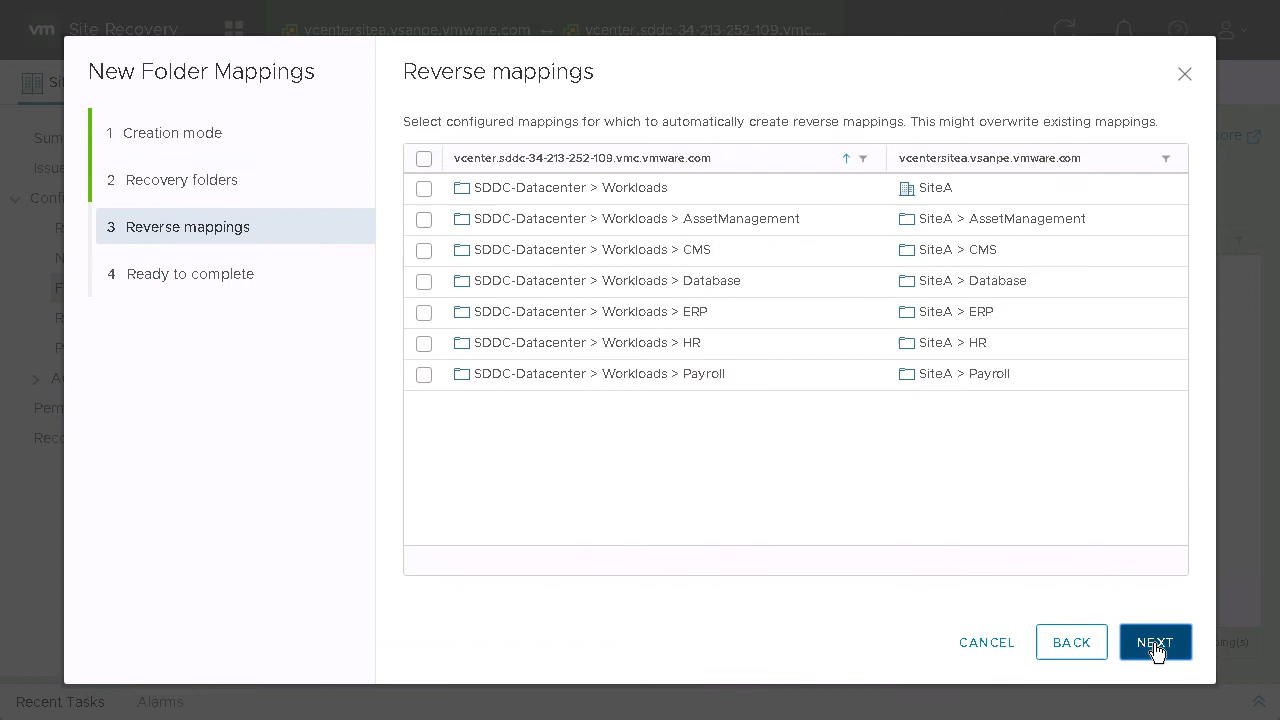 vm Site Recovery
vcentersitea.vsanpe.vmware.com ↔ vcenter.sddc-34-213-252-109.vmc....
New Folder Mappings
1 Creation mode
2 Recovery folders
3 Reverse mappings
4 Ready to complete
Reverse mappings
Select configured mappings for which to automatically create reverse mappings. This might overwrite existing mappings.
vcenter.sddc-34-213-252-109.vmc.vmware.com vcentersitea.vsanpe.vmware.com
SDDC-Datacenter > Workloads SiteA
SDDC-Datacenter > Workloads > AssetManagement SiteA > AssetManagement
SDDC-Datacenter > Workloads > CMS SiteA > CMS
SDDC-Datacenter > Workloads > Database SiteA > Database
SDDC-Datacenter > Workloads > ERP SiteA > ERP
SDDC-Datacenter > Workloads > HR SiteA > HR
SDDC-Datacenter > Workloads > Payroll SiteA > Payroll
CANCEL BACK NEXT
Recent Tasks Alarms